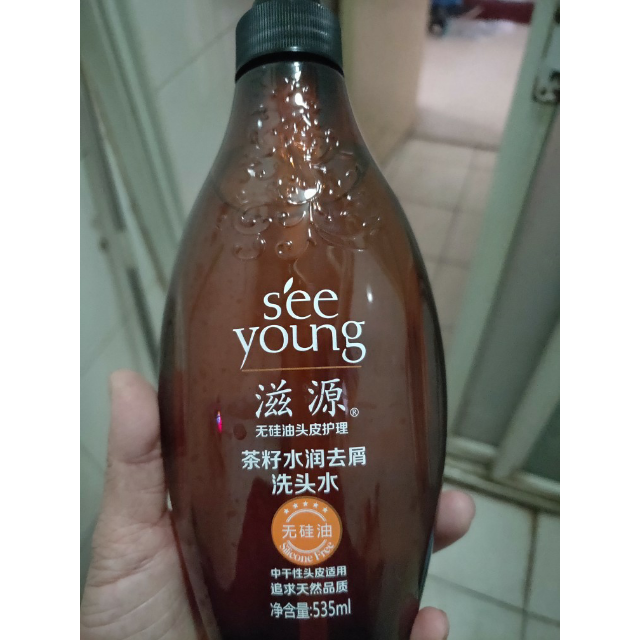 see
young
滋源®
无硅油头皮护理
茶籽水润去屑
洗头水
无硅油
Silicone Free
中干性头皮适用
追求天然品质
净含量:535ml